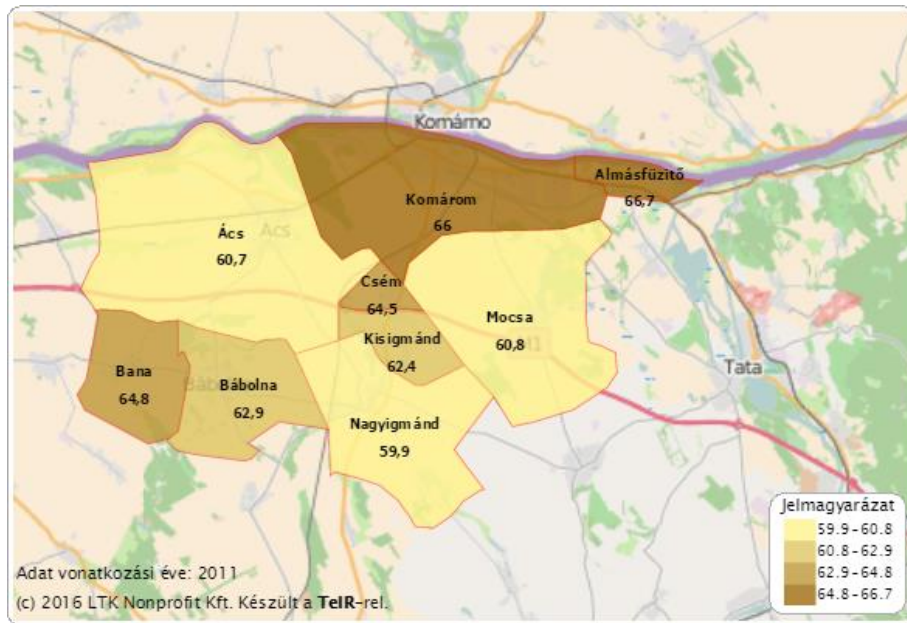 Komárno
Almásfüzitő
66,7
Komárom
66
Ács
Ács
60,7
Csém
64,5
Mocsa
60,8
Kisigmánd
62,4
Tata
Bana
64,8
Bábolna
62,9
Nagyigmánd
59,9
Jelmagyarázat
59.9-60.8
60.8-62.9
62.9-64.8
64.8-66.7
Adat vonatkozási éve: 2011
(c) 2016 LTK Nonprofit Kft. Készült a TeIR-rel.